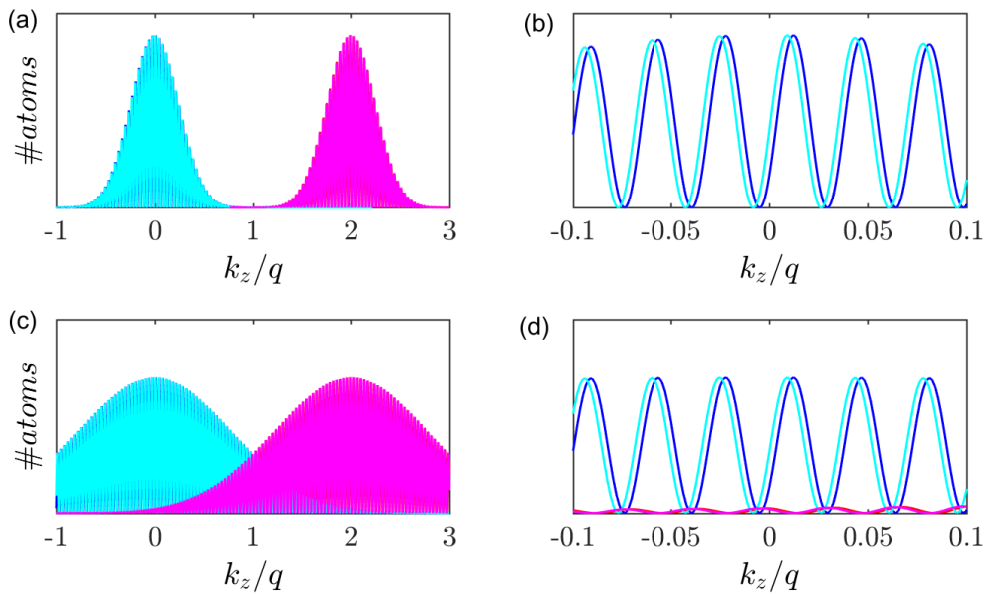 (a)
#atoms
-1 0 1 2 3
k_z/q
(b)
-0.1 -0.05 0 0.05 0.1
k_z/q
(c)
#atoms
-1 0 1 2 3
k_z/q
(d)
-0.1 -0.05 0 0.05 0.1
k_z/q